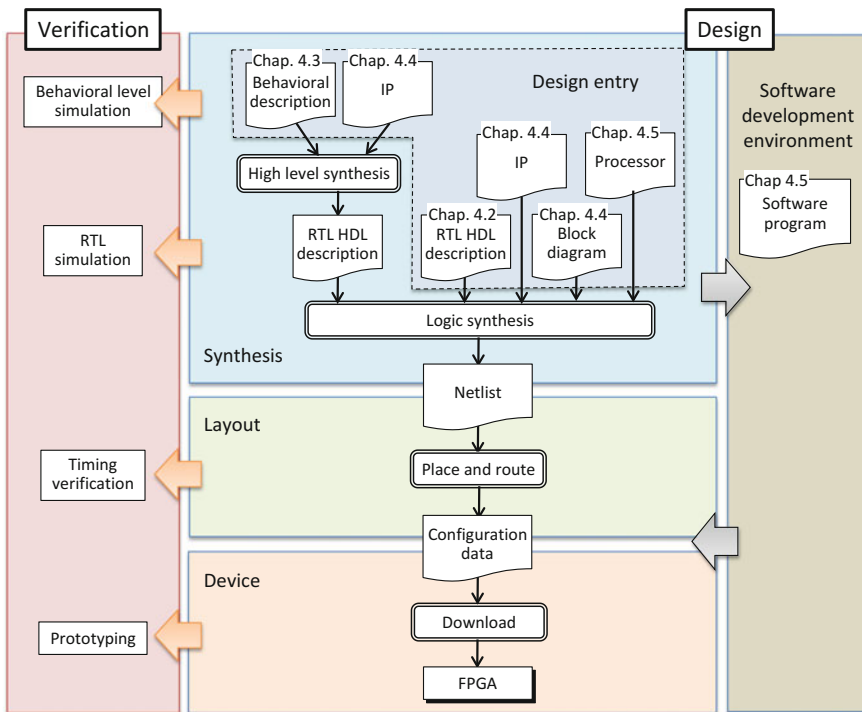 Verification
Design
Behavioral level
simulation
RTL
simulation
Timing
verification
Prototyping
Chap. 4.3
Behavioral
description
Chap. 4.4
IP
Design entry
High level synthesis
RTL HDL
description
Chap. 4.2
RTL HDL
description
Chap. 4.4
IP
Chap. 4.4
Block
diagram
Chap. 4.5
Processor
Logic synthesis
Synthesis
Netlist
Layout
Place and route
Configuration
data
Device
Download
FPGA
Software
development
environment
Chap 4.5
Software
program